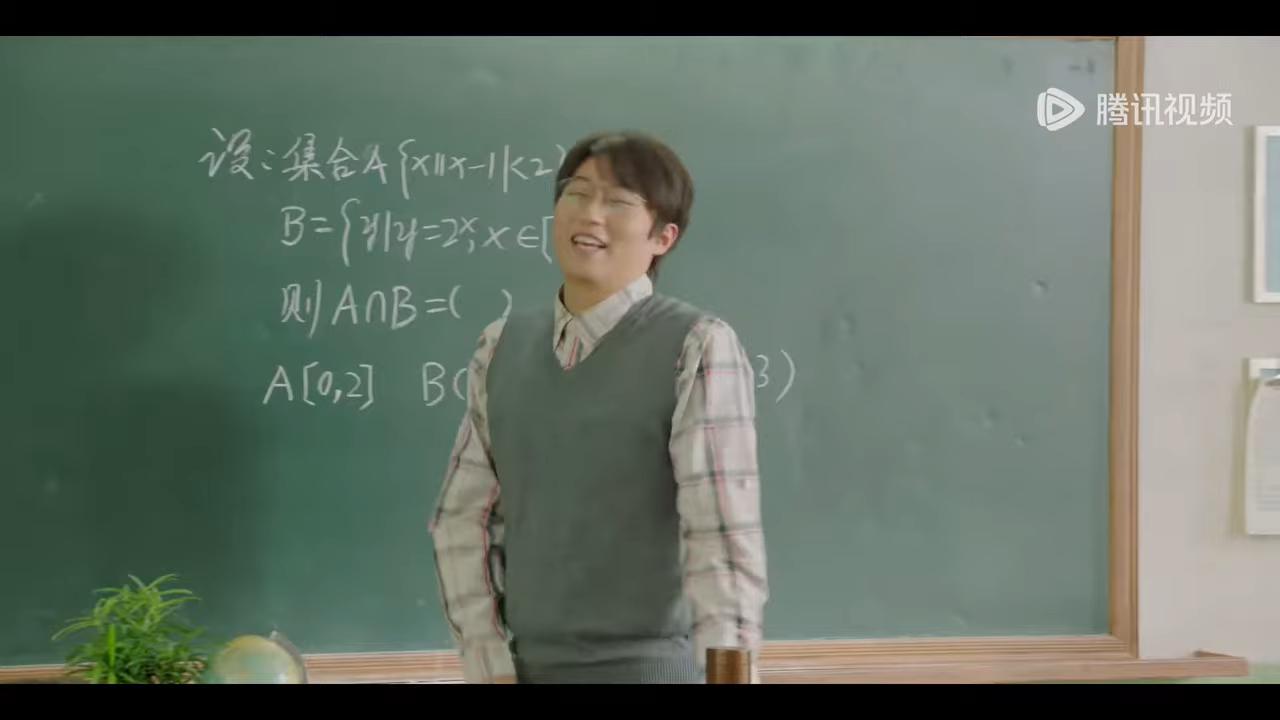 腾讯视频
设:集合A{x||x-1|<2}
B={y|y=2ˣ,x∈[
则A∩B=( )
A[0,2] B( 3)